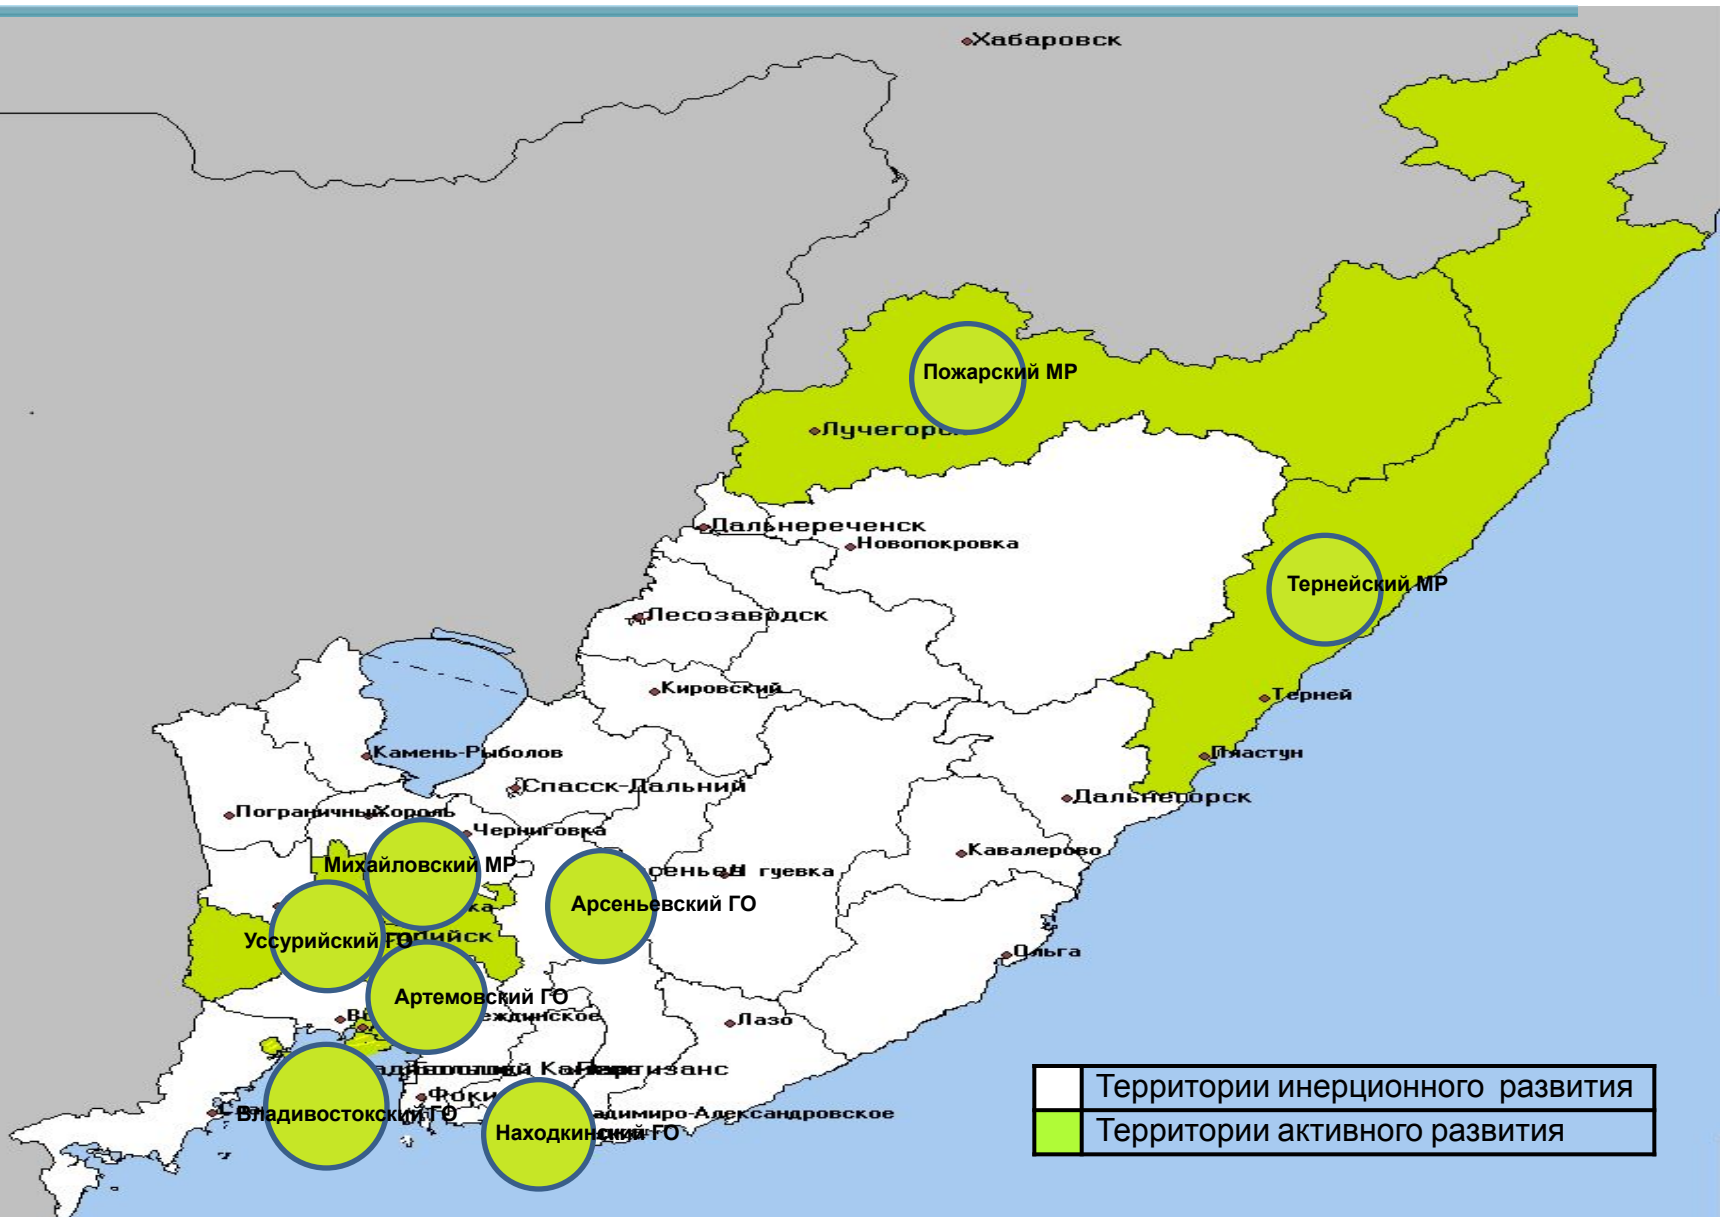 Хабаровск
Пожарский МР
Лучегорск
Дальнереченск
Новопокровка
Тернейский МР
Лесозаводск
Кировский
Терней
Камень-Рыболов
Пластун
Спасск-Дальний
Дальнегорск
Пограничный
Хороль
Черниговка
Кавалерово
Михайловский МР
Арсеньевский ГО
Уссурийский ГО
Ольга
Артемовский ГО
Лазо
Владивостокский ГО
Находкинский ГО
Территории инерционного развития
Территории активного развития